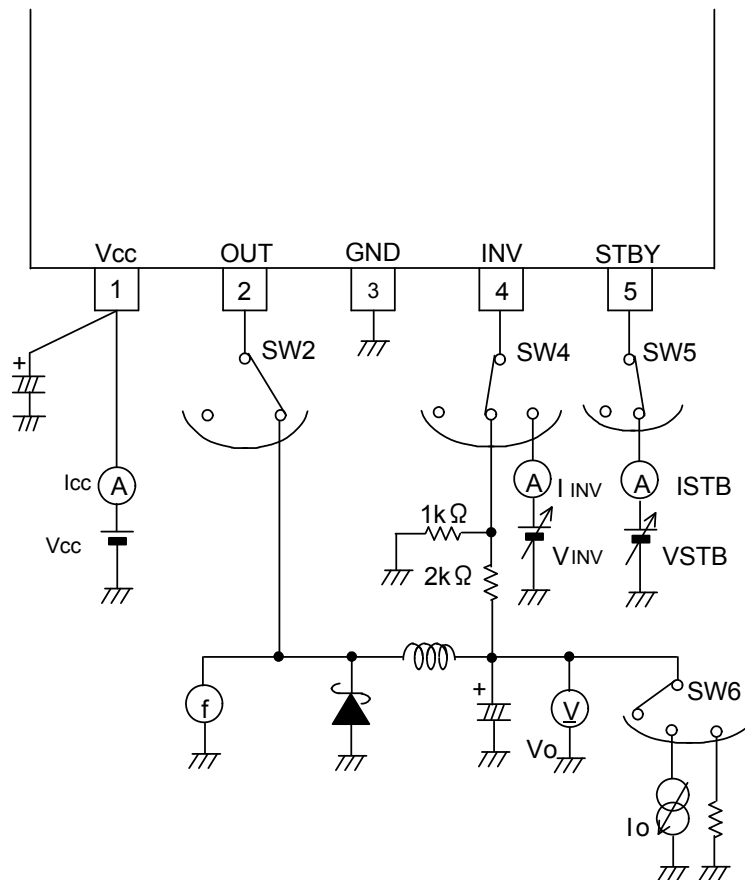 Vcc OUT GND INV STBY
1 2 3 4 5
SW2 SW4 SW5
+
Icc A A I INV A ISTB
Vcc 1kΩ VINV VSTB
2kΩ
SW6
f + V
Vo
Io